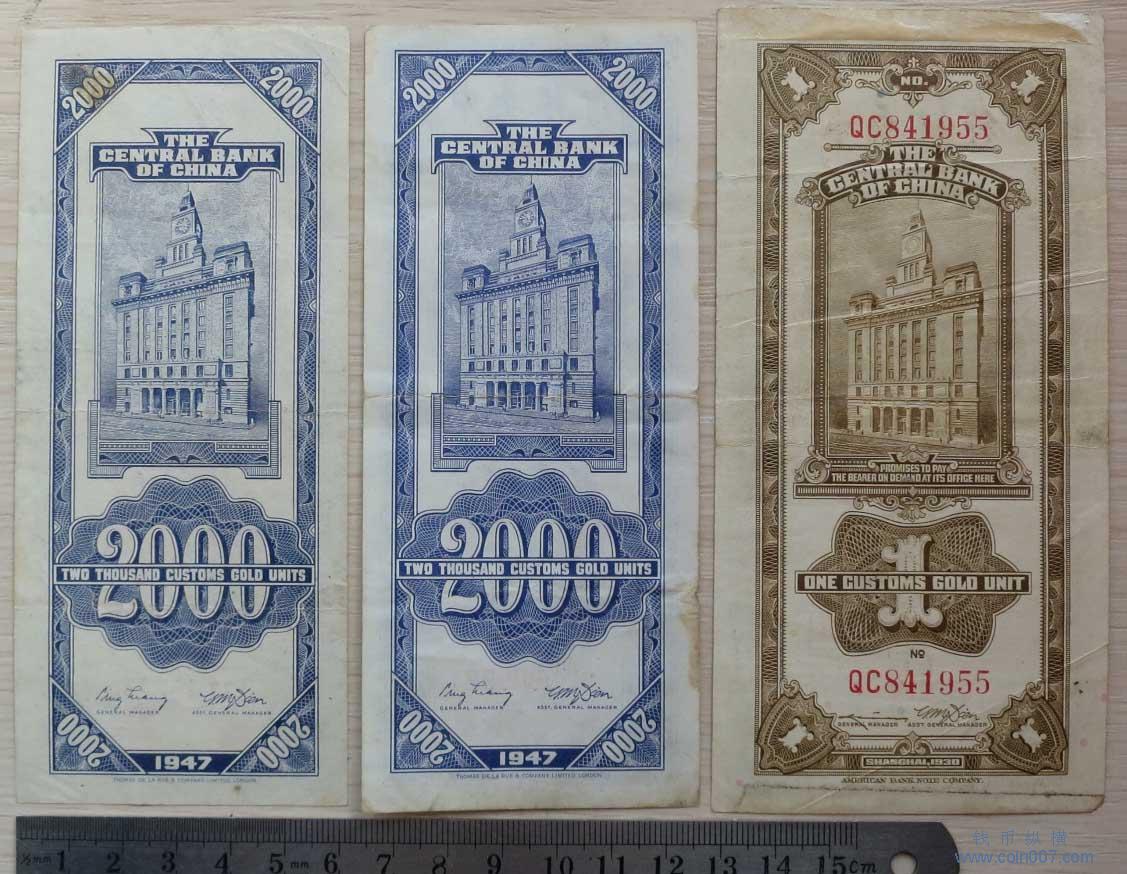 2000 2000
THE
CENTRAL BANK
OF CHINA
2000
TWO THOUSAND CUSTOMS GOLD UNITS
GENERAL MANAGER ASST. GENERAL MANAGER
2000 1947 2000
THOMAS DE LA RUE & COMPANY LIMITED, LONDON.
2000 2000
THE
CENTRAL BANK
OF CHINA
2000
TWO THOUSAND CUSTOMS GOLD UNITS
GENERAL MANAGER ASST. GENERAL MANAGER
2000 1947 2000
THOMAS DE LA RUE & COMPANY LIMITED, LONDON.
NO.
QC841955
THE
CENTRAL BANK
OF CHINA
PROMISES TO PAY
THE BEARER ON DEMAND AT ITS OFFICE HERE
1
ONE CUSTOMS GOLD UNIT
Nº
QC841955
GENERAL MANAGER ASST. GENERAL MANAGER
SHANGHAI, 1930
AMERICAN BANK NOTE COMPANY.
½mm 1 2 3 4 5mm 6 7 8 9 10 11 12 13 14 15cm
钱币纵横
www.coin007.com